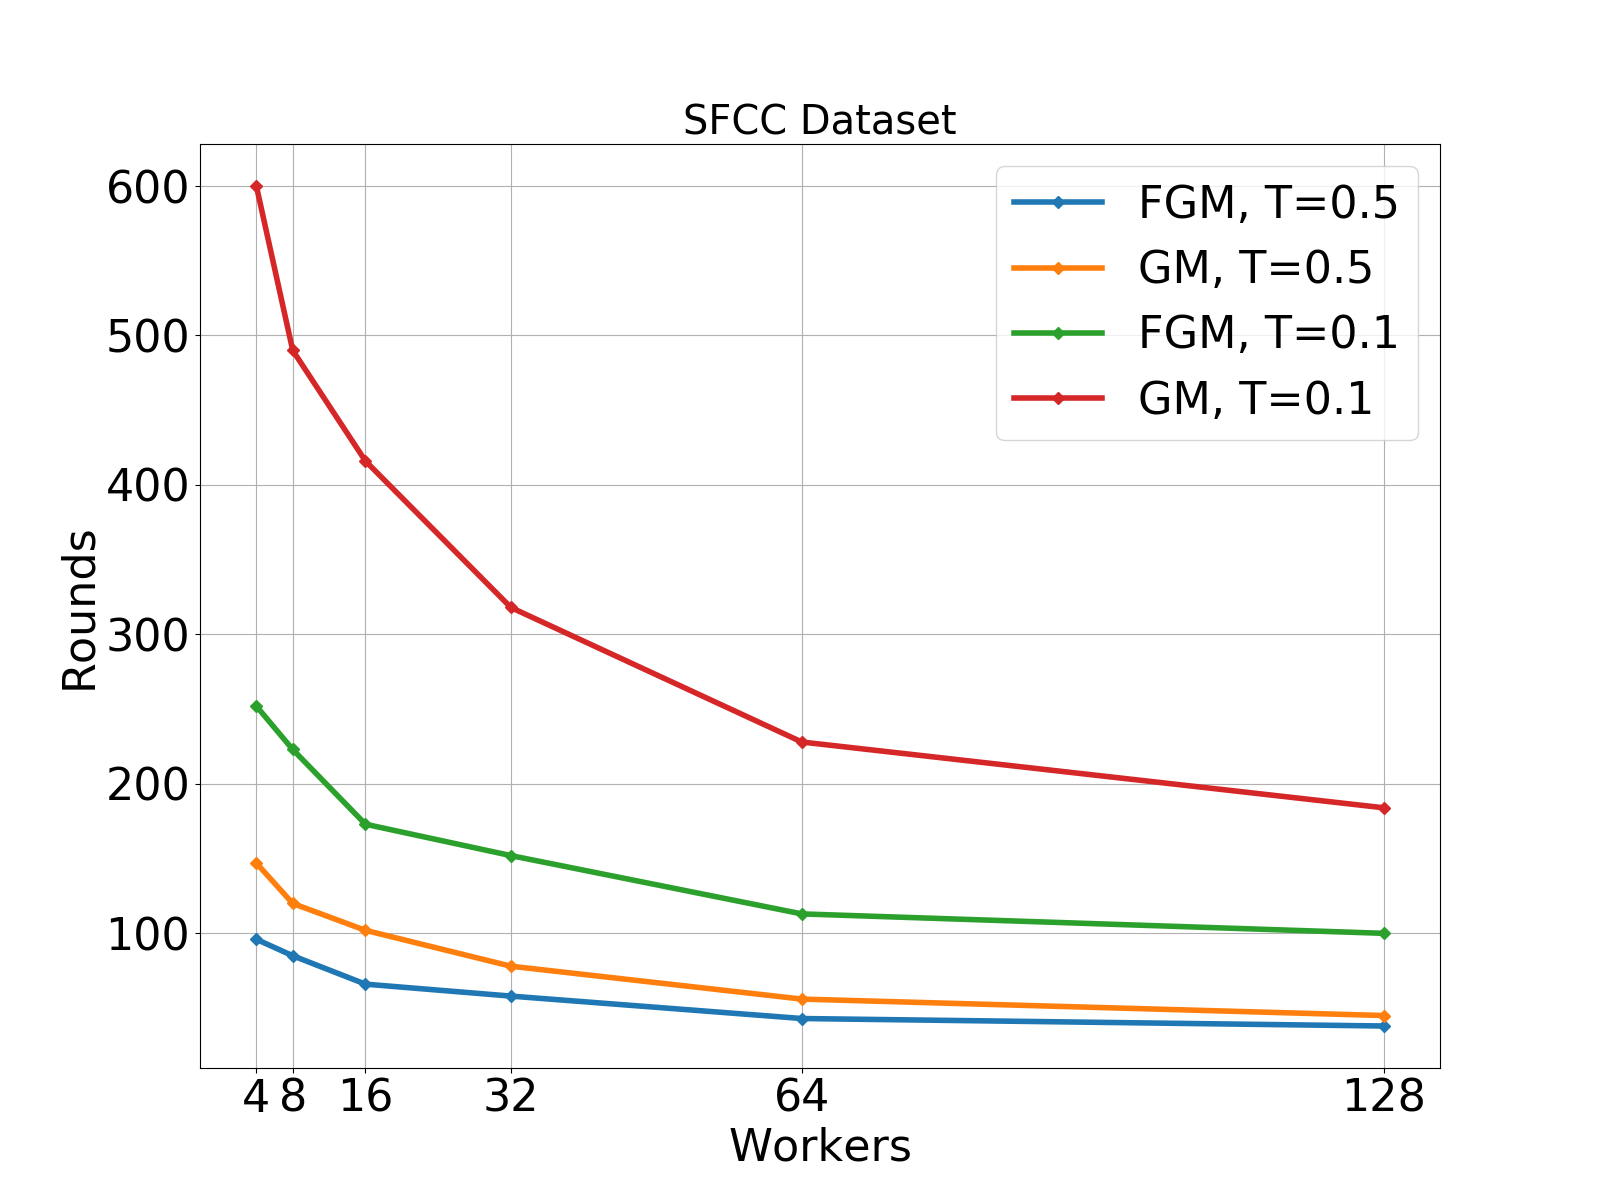 SFCC Dataset
600
500
400
300
200
100
Rounds
FGM, T=0.5
GM, T=0.5
FGM, T=0.1
GM, T=0.1
4 8 16 32 64 128
Workers